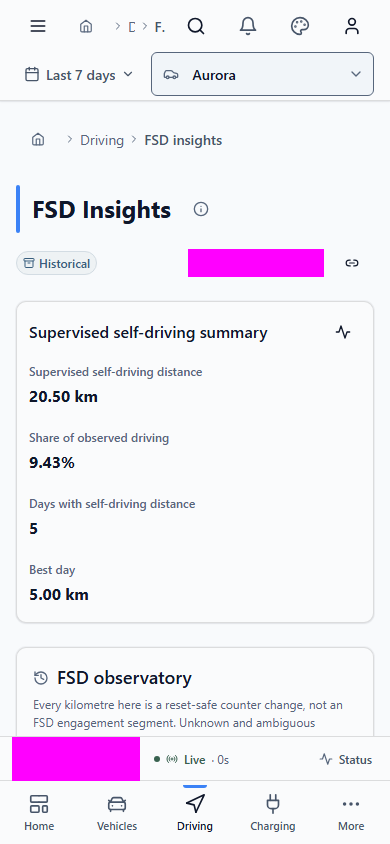 D F.
Last 7 days
Aurora
Driving
FSD insights
FSD Insights
Historical
Supervised self-driving summary
Supervised self-driving distance
20.50 km
Share of observed driving
9.43%
Days with self-driving distance
5
Best day
5.00 km
FSD observatory
Every kilometre here is a reset-safe counter change, not an
FSD engagement segment. Unknown and ambiguous
Live · 0s
Status
Home
Vehicles
Driving
Charging
More